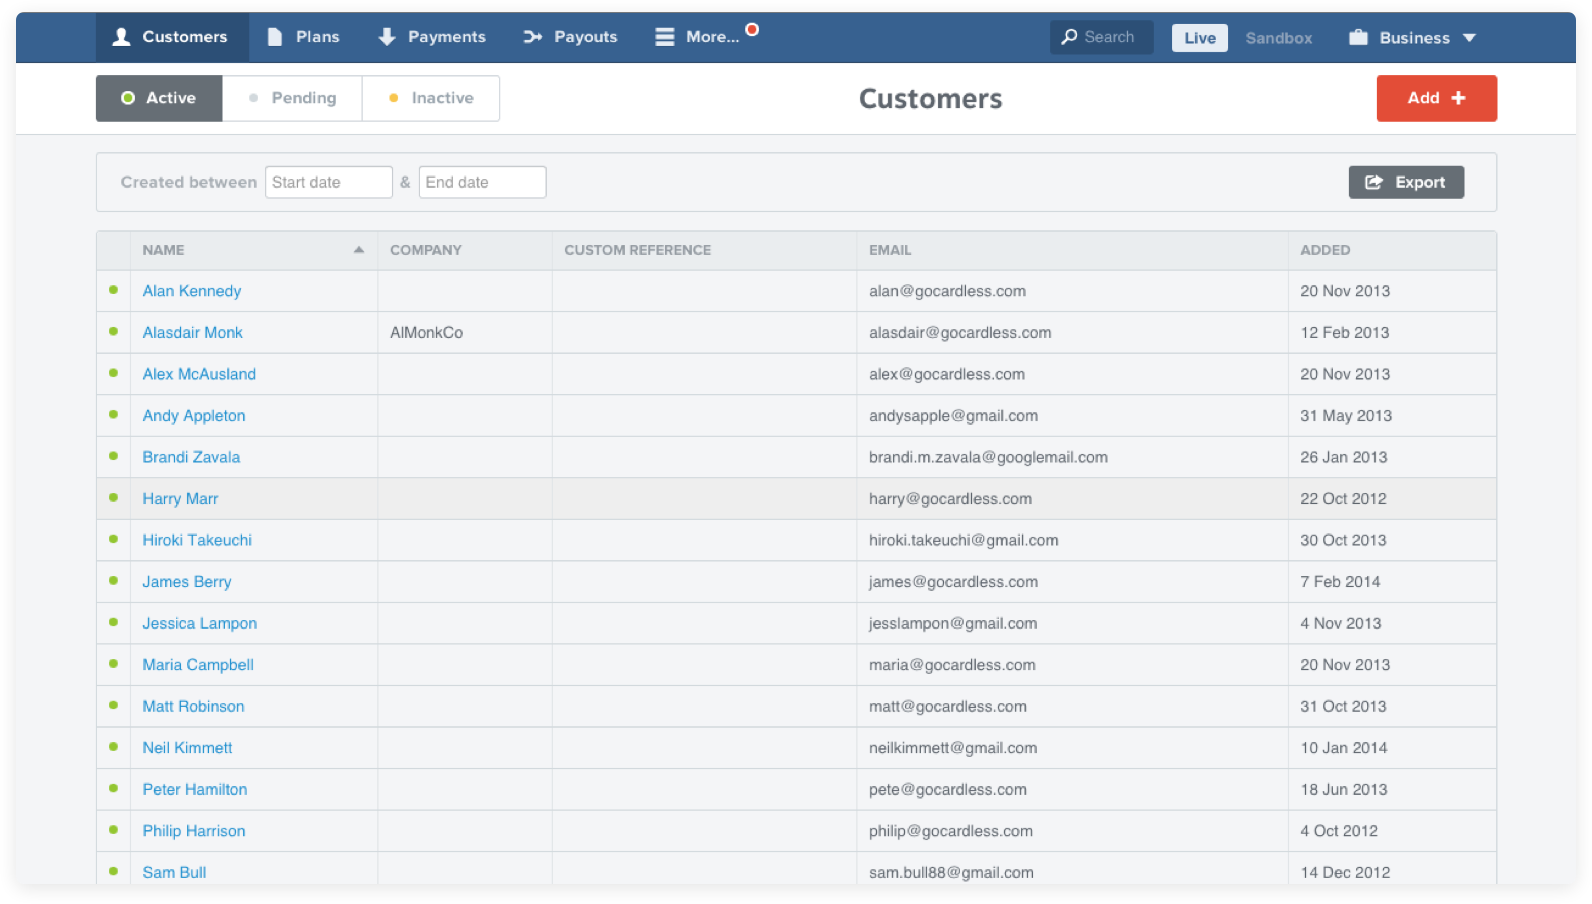 Customers Plans Payments Payouts More... Search Live Sandbox Business
Active Pending Inactive Customers Add
Created between Start date & End date Export
NAME COMPANY CUSTOM REFERENCE EMAIL ADDED
Alan Kennedy alan@gocardless.com 20 Nov 2013
Alasdair Monk AlMonkCo alasdair@gocardless.com 12 Feb 2013
Alex McAusland alex@gocardless.com 20 Nov 2013
Andy Appleton andysapple@gmail.com 31 May 2013
Brandi Zavala brandi.m.zavala@googlemail.com 26 Jan 2013
Harry Marr harry@gocardless.com 22 Oct 2012
Hiroki Takeuchi hiroki.takeuchi@gmail.com 30 Oct 2013
James Berry james@gocardless.com 7 Feb 2014
Jessica Lampon jesslampon@gmail.com 4 Nov 2013
Maria Campbell maria@gocardless.com 20 Nov 2013
Matt Robinson matt@gocardless.com 31 Oct 2013
Neil Kimmett neilkimmett@gmail.com 10 Jan 2014
Peter Hamilton pete@gocardless.com 18 Jun 2013
Philip Harrison philip@gocardless.com 4 Oct 2012
Sam Bull sam.bull88@gmail.com 14 Dec 2012